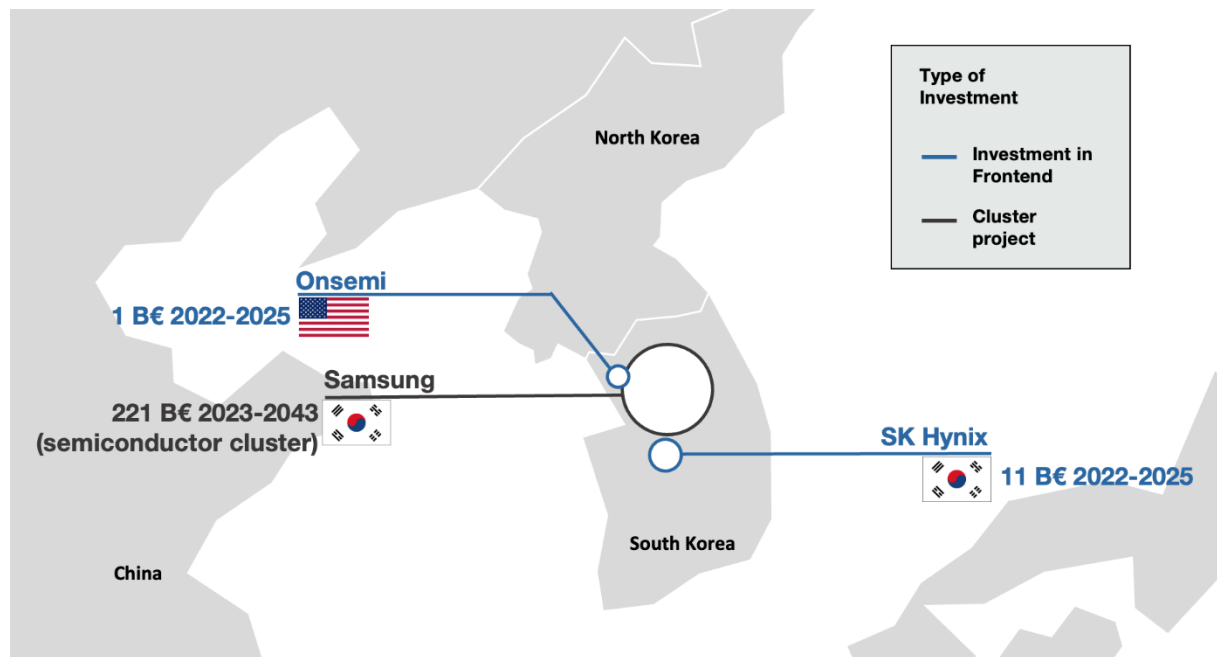 Type of
Investment
North Korea
Investment in
Frontend
Cluster
project
Onsemi
1 B€ 2022-2025
Samsung
221 B€ 2023-2043
(semiconductor cluster)
SK Hynix
11 B€ 2022-2025
South Korea
China